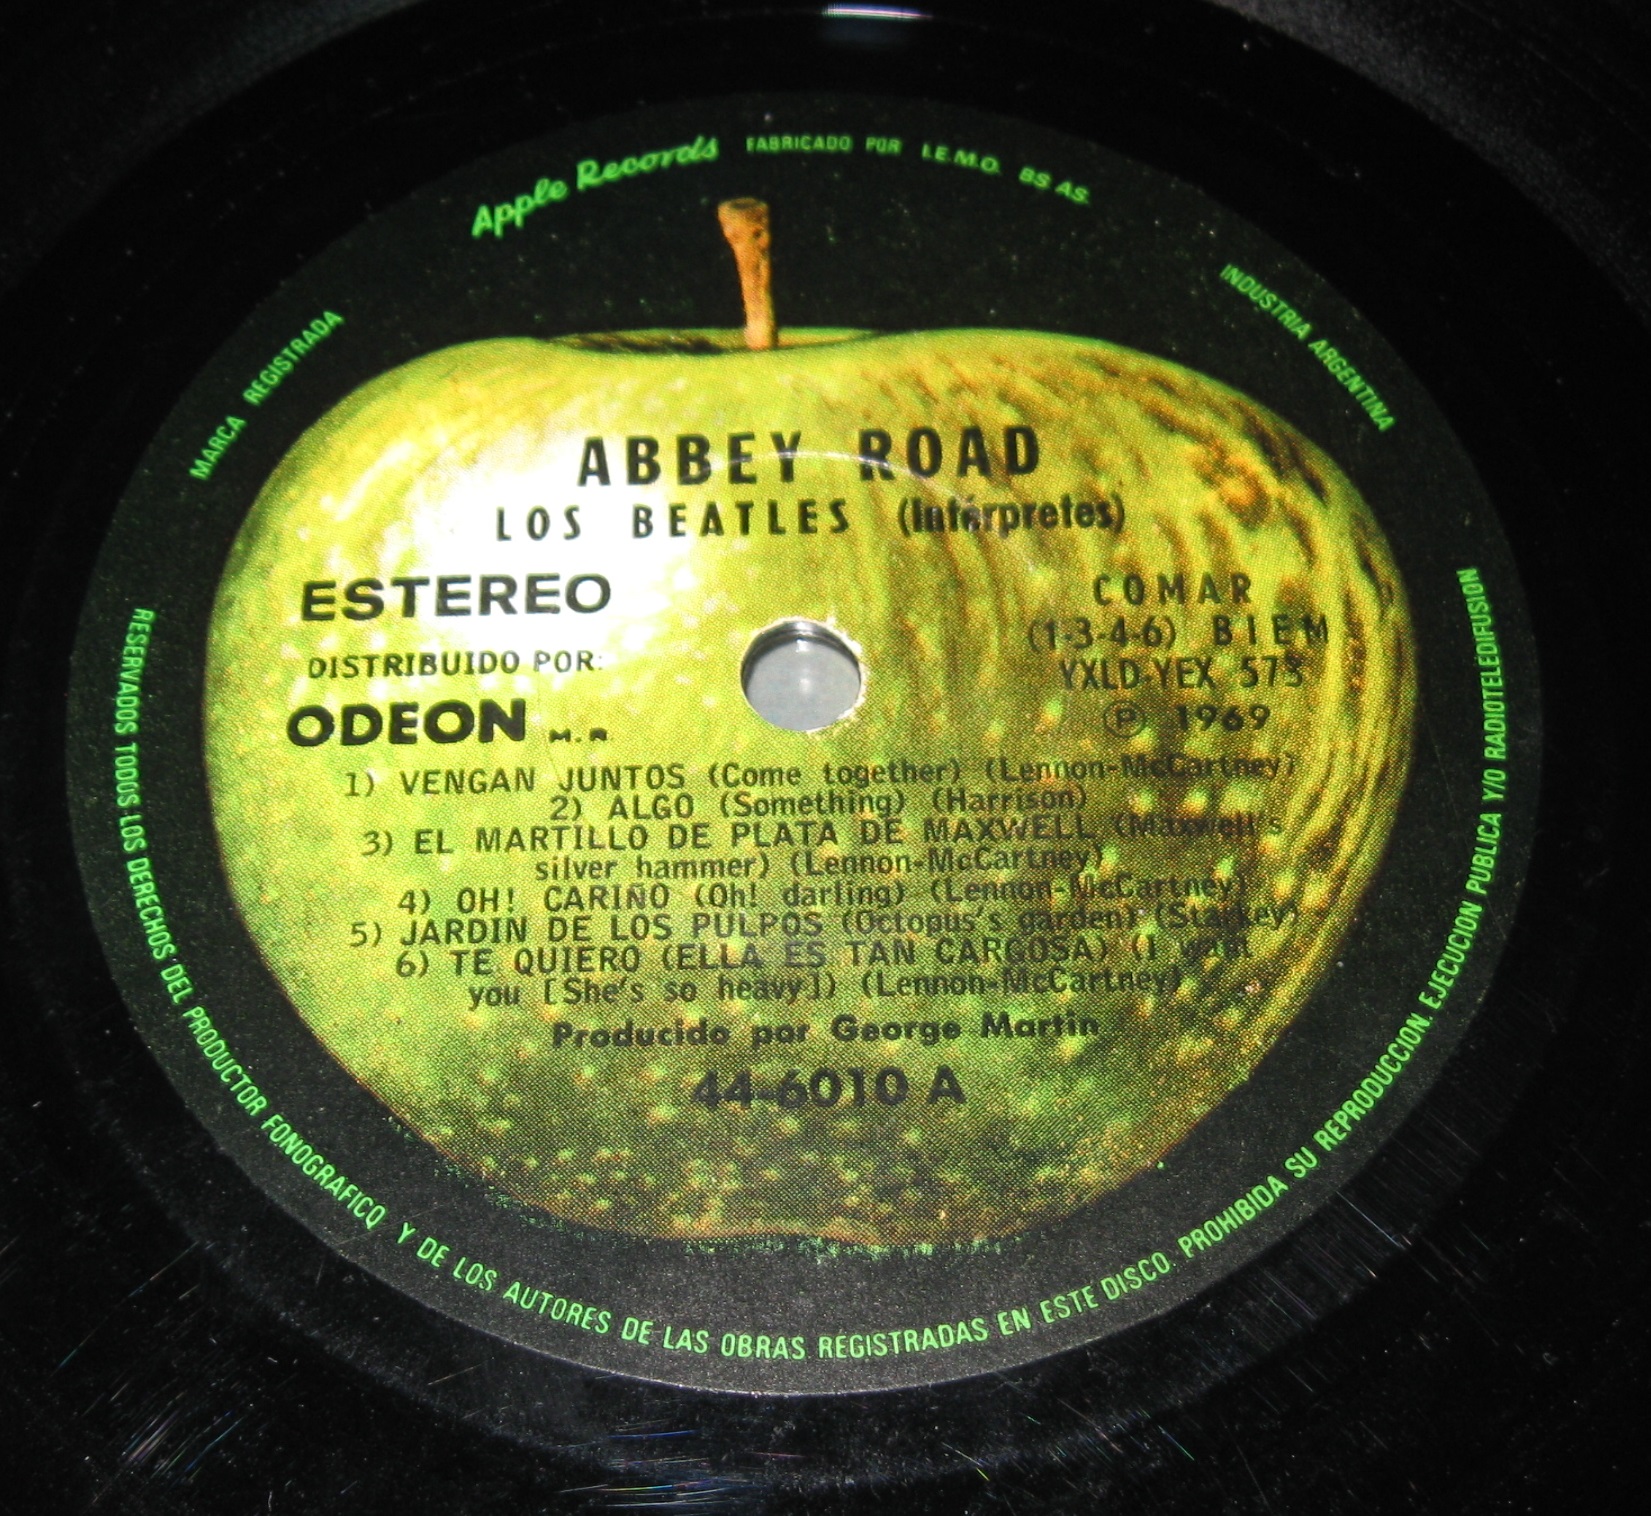 Apple Records FABRICADO POR I.E.M.O. BS AS.
MARCA REGISTRADA
INDUSTRIA ARGENTINA
ABBEY ROAD
LOS BEATLES (Intérpretes)
ESTEREO
COMAR
(1-3-4-6) BIEM
DISTRIBUIDO POR:
YXLD-YEX 573
ODEON M. R.
℗ 1969
1) VENGAN JUNTOS (Come together) (Lennon-McCartney)
2) ALGO (Something) (Harrison)
3) EL MARTILLO DE PLATA DE MAXWELL (Maxwell's
silver hammer) (Lennon-McCartney)
4) OH! CARIÑO (Oh! darling) (Lennon-McCartney)
5) JARDIN DE LOS PULPOS (Octopus's garden) (Starkey)
6) TE QUIERO (ELLA ES TAN CARGOSA) (I want
you [She's so heavy]) (Lennon-McCartney)
Producido por George Martin
44-6010 A
RESERVADOS TODOS LOS DERECHOS DEL PRODUCTOR FONOGRAFICO Y DE LOS AUTORES DE LAS OBRAS REGISTRADAS EN ESTE DISCO. PROHIBIDA SU REPRODUCCION. EJECUCION PUBLICA Y/O RADIOTELEDIFUSION